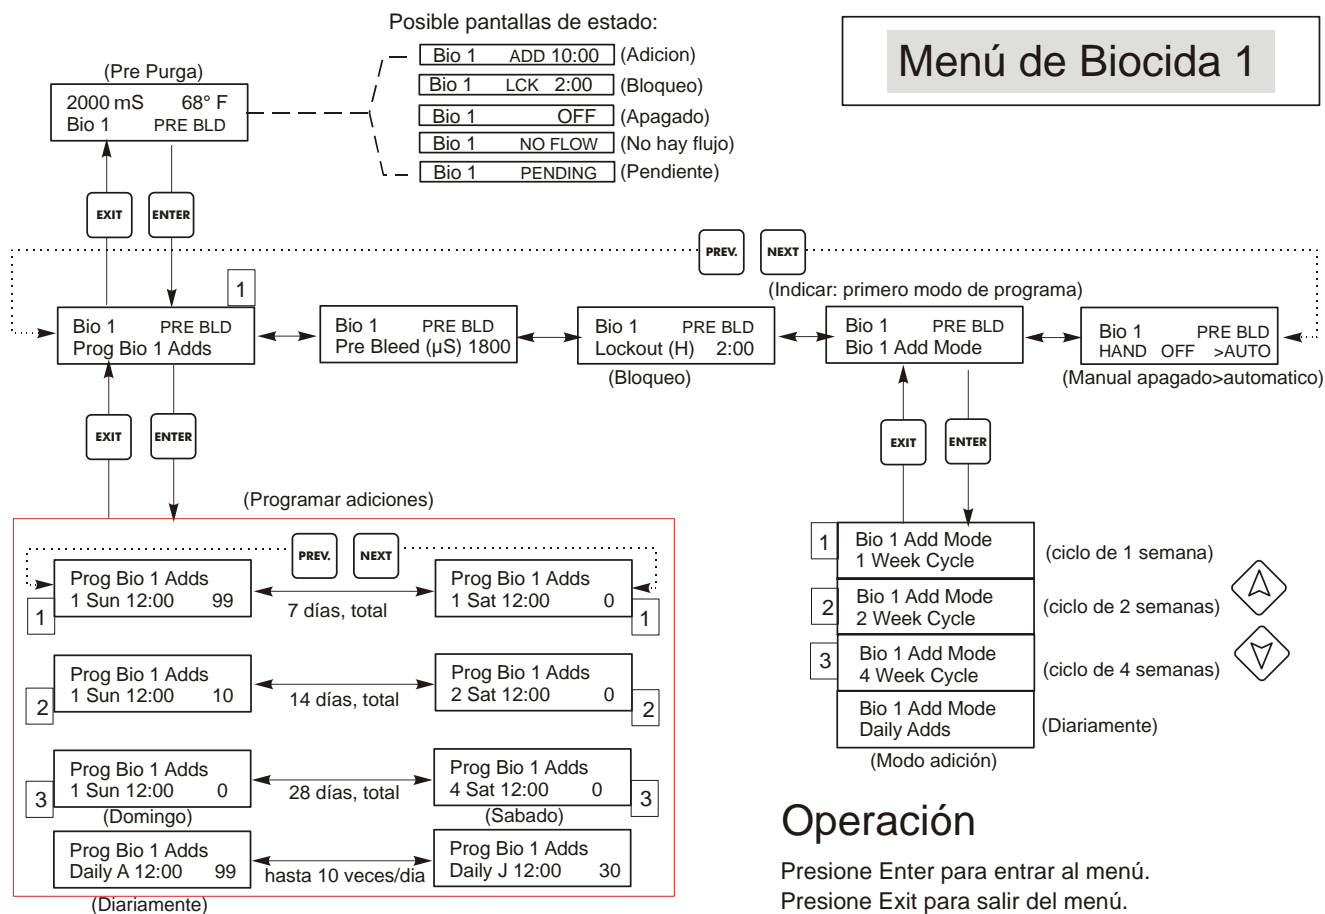 Posible pantallas de estado:
Menú de Biocida 1
Bio 1 ADD 10:00 (Adicion)
Bio 1 LCK 2:00 (Bloqueo)
Bio 1 OFF (Apagado)
Bio 1 NO FLOW (No hay flujo)
Bio 1 PENDING (Pendiente)
(Pre Purga)
2000 mS 68° F
Bio 1 PRE BLD
EXIT ENTER
PREV. NEXT
1
Bio 1 PRE BLD
Prog Bio 1 Adds
Bio 1 PRE BLD
Pre Bleed (µS) 1800
Bio 1 PRE BLD
Lockout (H) 2:00
(Bloqueo)
(Indicar: primero modo de programa)
Bio 1 PRE BLD
Bio 1 Add Mode
Bio 1 PRE BLD
HAND OFF >AUTO
(Manual apagado>automatico)
EXIT ENTER
EXIT ENTER
(Programar adiciones)
PREV. NEXT
Prog Bio 1 Adds
1 Sun 12:00 99
1
7 días, total
Prog Bio 1 Adds
1 Sat 12:00 0
1
Prog Bio 1 Adds
1 Sun 12:00 10
2
14 días, total
Prog Bio 1 Adds
2 Sat 12:00 0
2
Prog Bio 1 Adds
1 Sun 12:00 0
3
(Domingo)
28 días, total
Prog Bio 1 Adds
4 Sat 12:00 0
3
(Sabado)
Prog Bio 1 Adds
Daily A 12:00 99
hasta 10 veces/dia
Prog Bio 1 Adds
Daily J 12:00 30
(Diariamente)
1
Bio 1 Add Mode
1 Week Cycle
(ciclo de 1 semana)
2
Bio 1 Add Mode
2 Week Cycle
(ciclo de 2 semanas)
3
Bio 1 Add Mode
4 Week Cycle
(ciclo de 4 semanas)
Bio 1 Add Mode
Daily Adds
(Diariamente)
(Modo adición)
Operación
Presione Enter para entrar al menú.
Presione Exit para salir del menú.